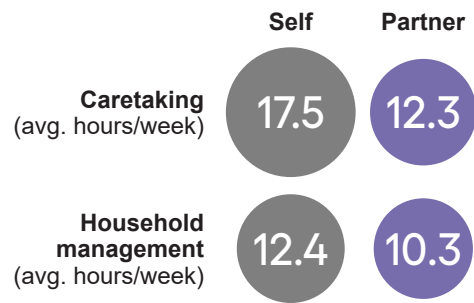 Self Partner
Caretaking
(avg. hours/week)
17.5 12.3
Household
management
(avg. hours/week)
12.4 10.3